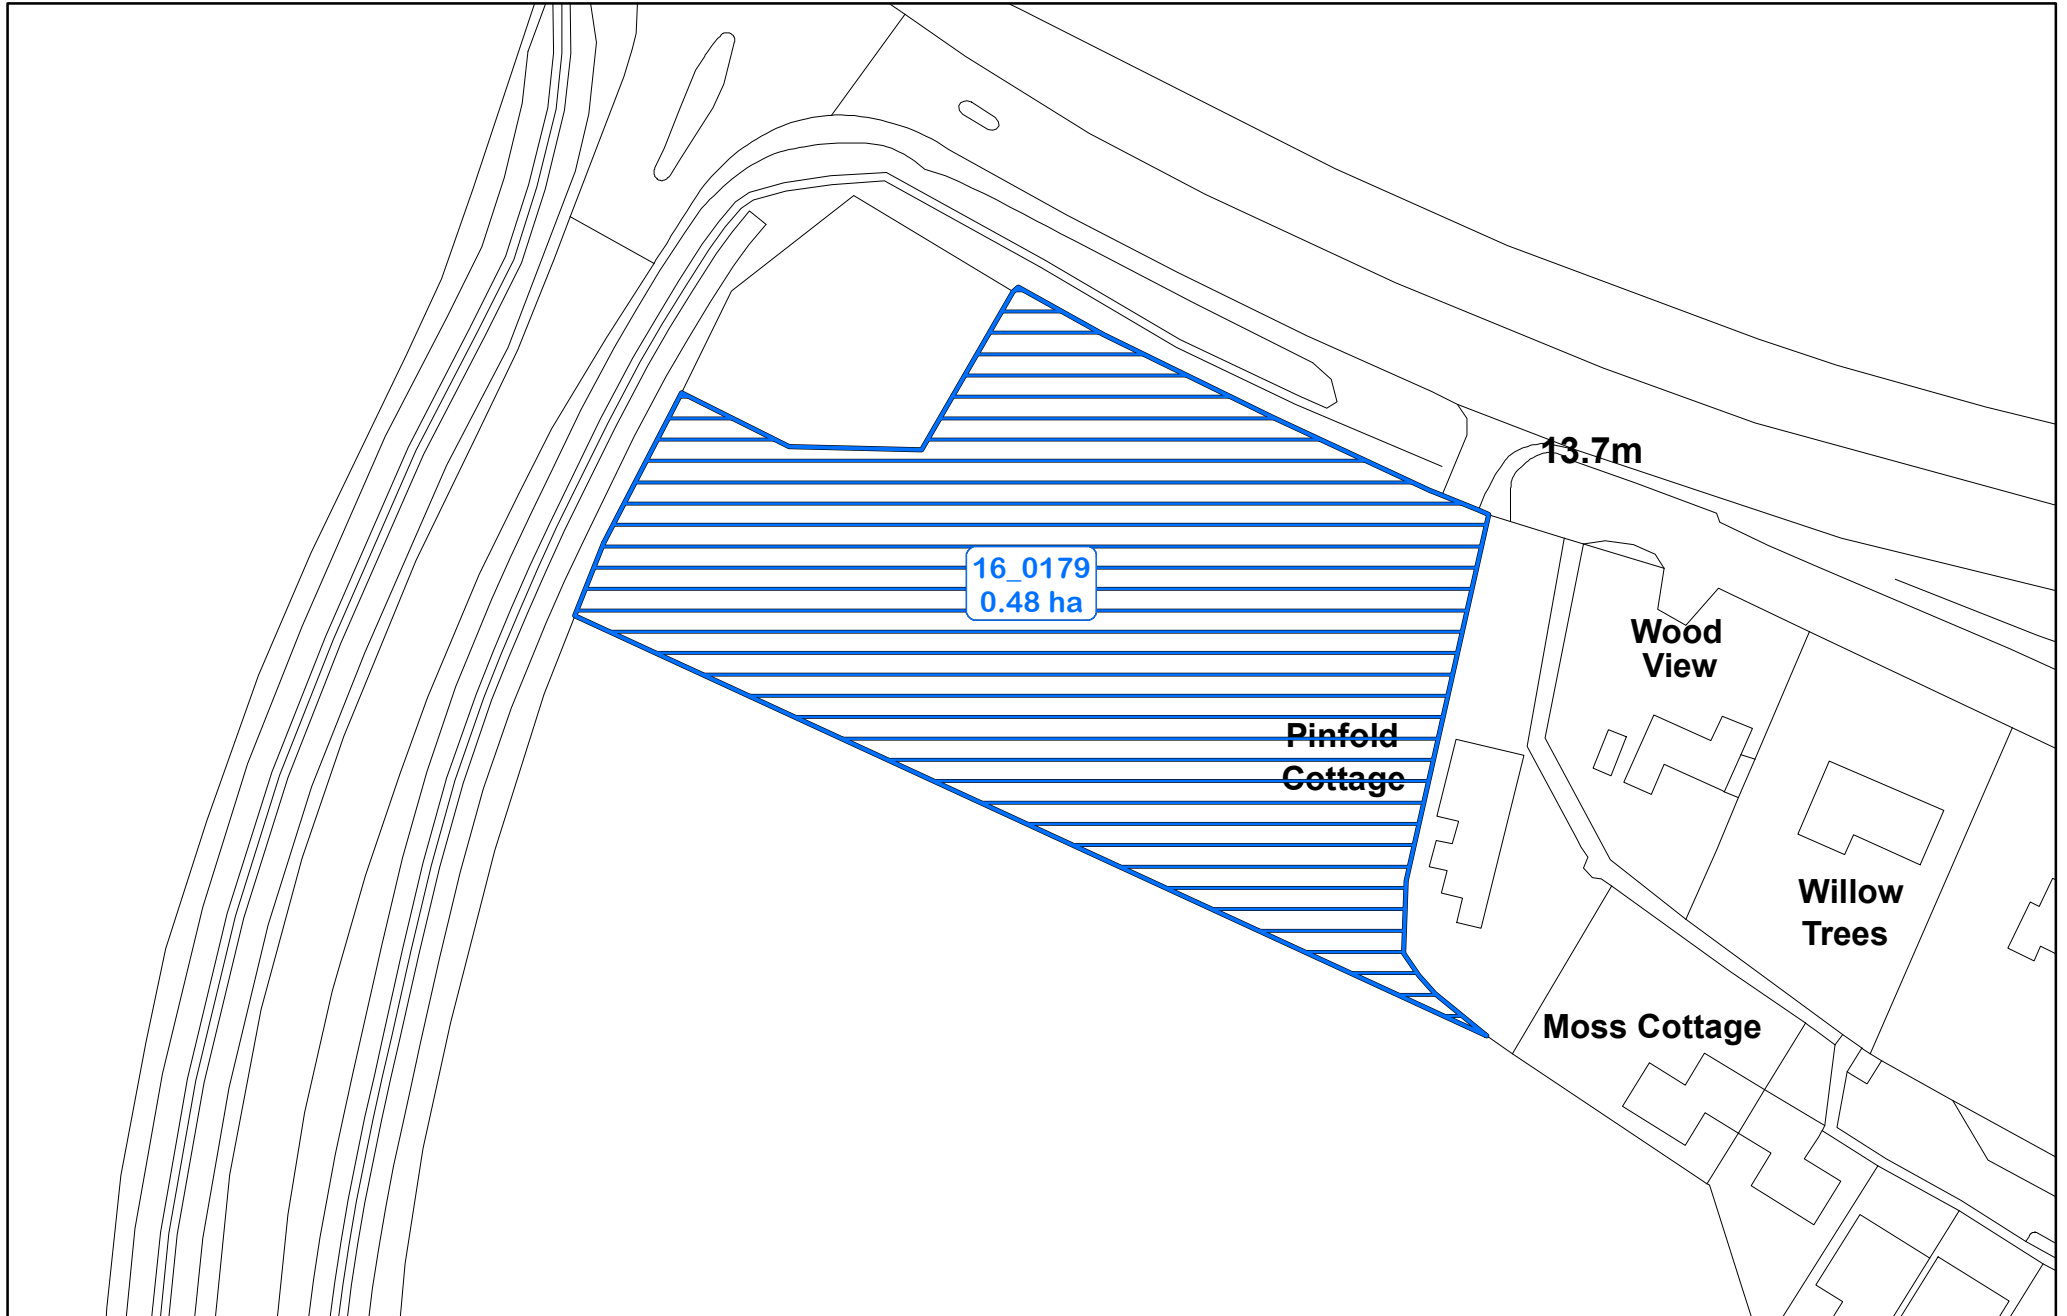 13.7m
16_0179
0.48 ha
Wood
View
Pinfold
Cottage
Willow
Trees
Moss Cottage